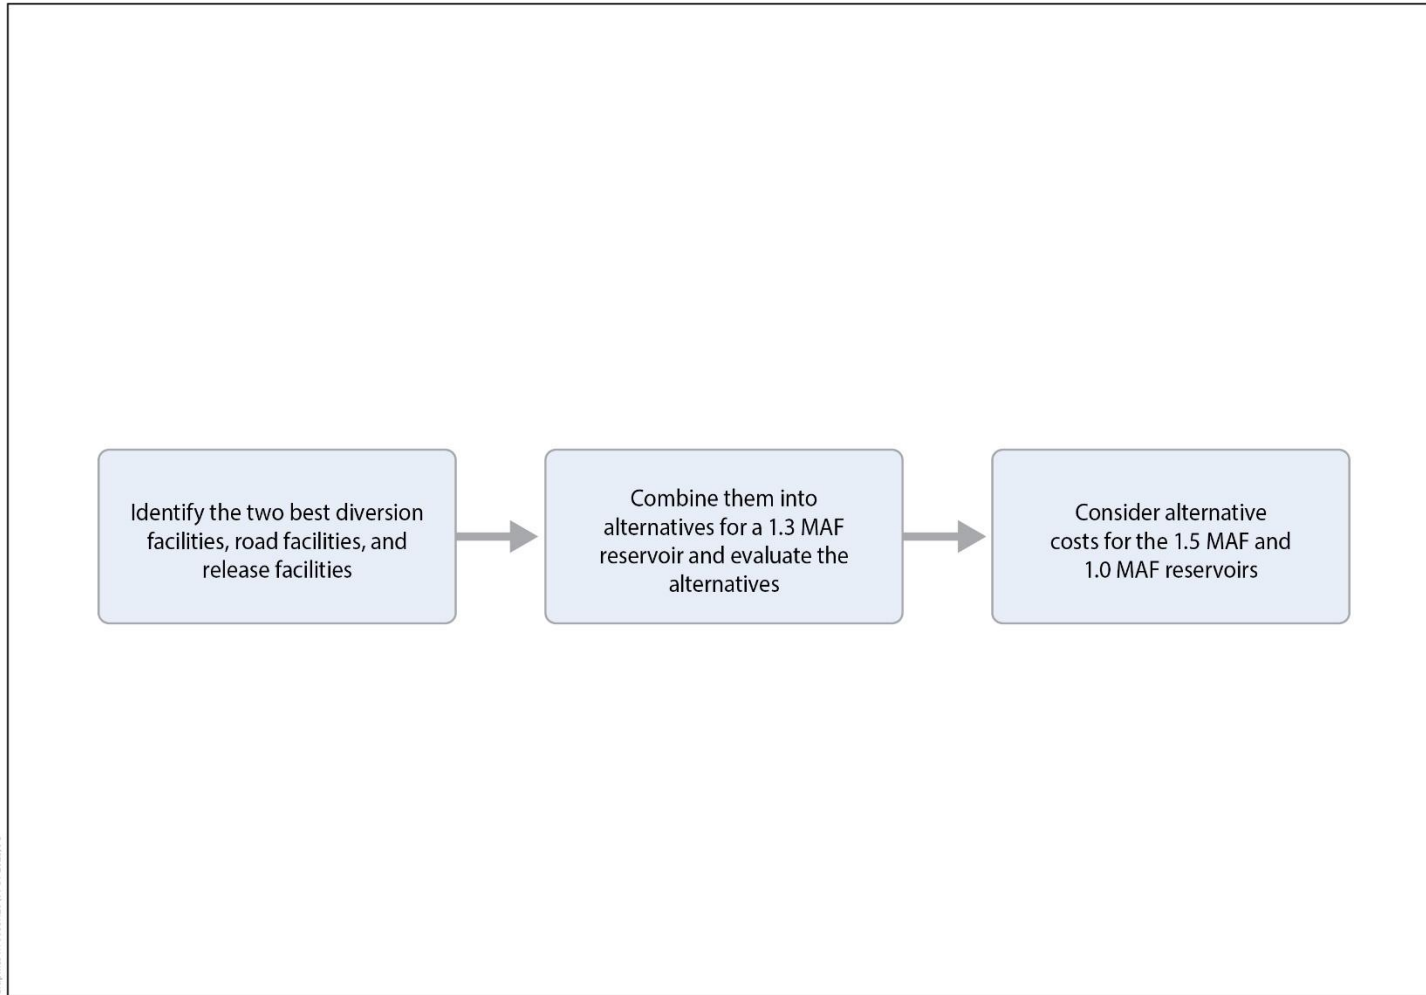 Identify the two best diversion
facilities, road facilities, and
release facilities
Combine them into
alternatives for a 1.3 MAF
reservoir and evaluate the
alternatives
Consider alternative
costs for the 1.5 MAF and
1.0 MAF reservoirs